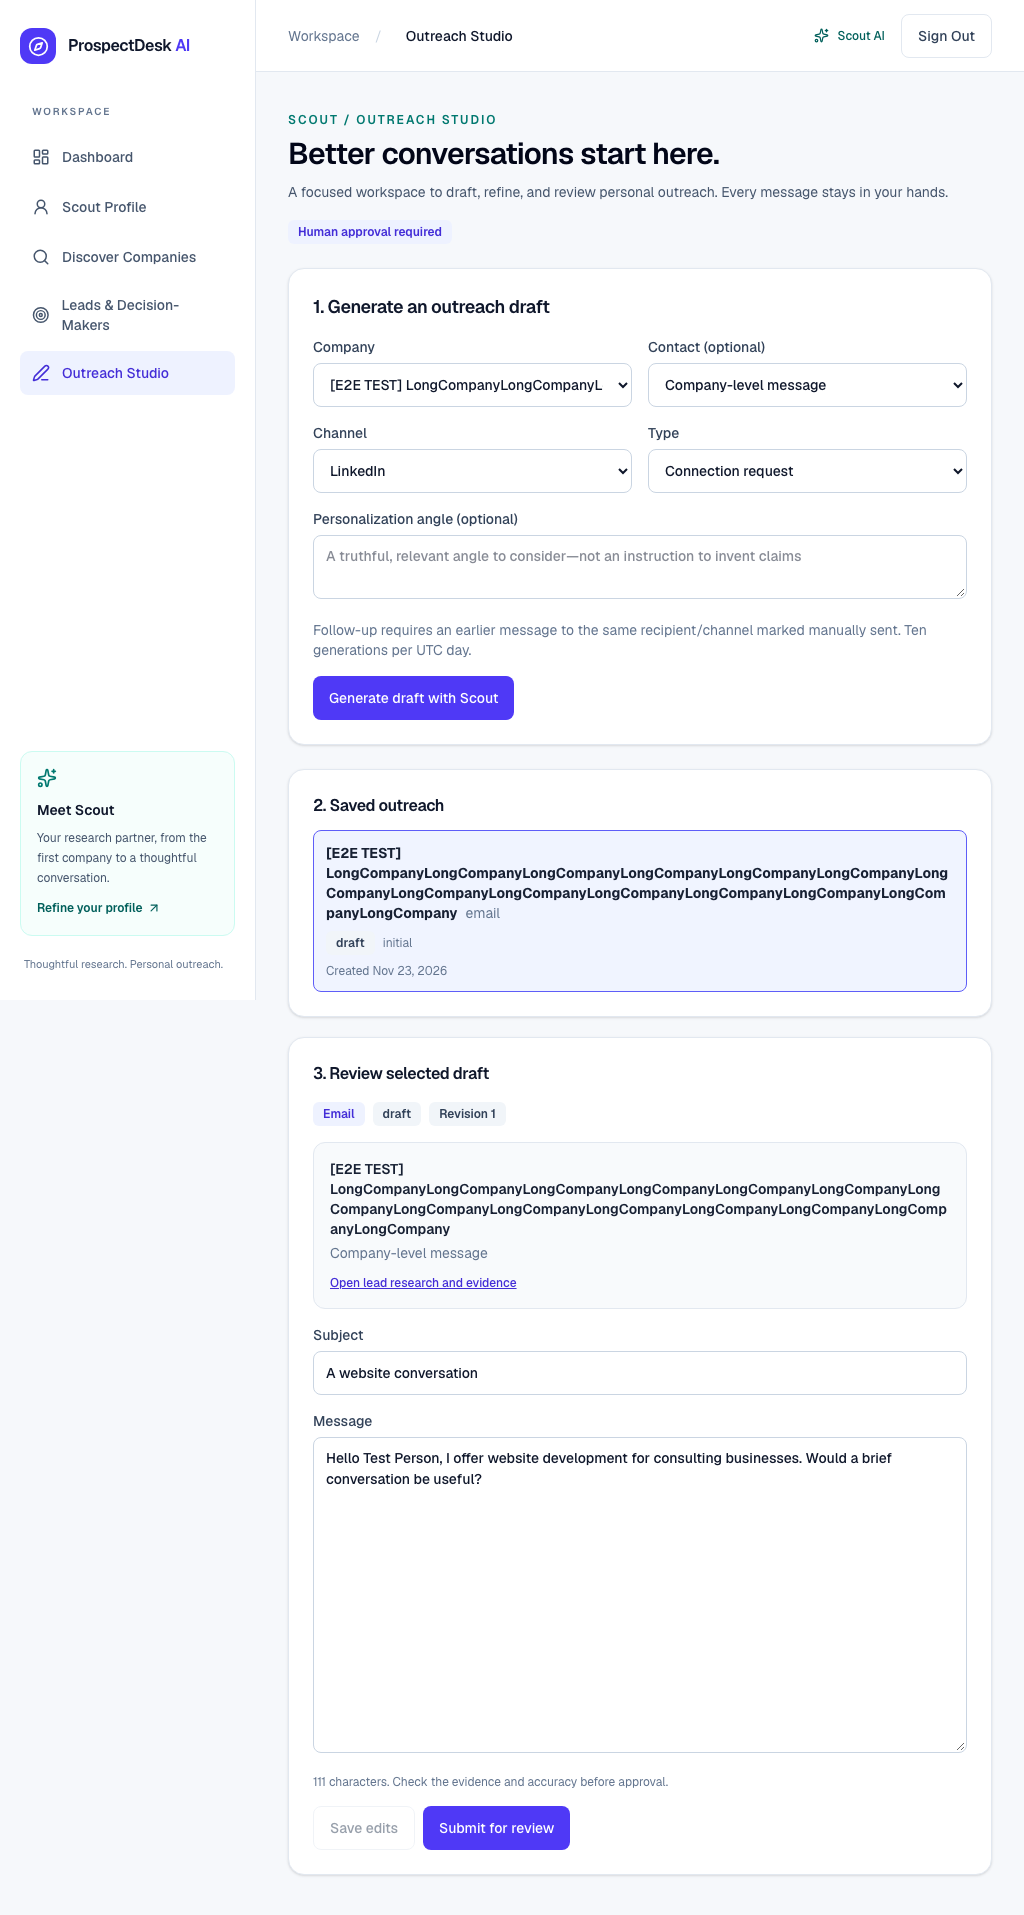 ProspectDesk AI
WORKSPACE
Dashboard
Scout Profile
Discover Companies
Leads & Decision-
Makers
Outreach Studio
Meet Scout
Your research partner, from the
first company to a thoughtful
conversation.
Refine your profile
Thoughtful research. Personal outreach.
Workspace / Outreach Studio
Scout AI
Sign Out
SCOUT / OUTREACH STUDIO
Better conversations start here.
A focused workspace to draft, refine, and review personal outreach. Every message stays in your hands.
Human approval required
1. Generate an outreach draft
Company
Contact (optional)
[E2E TEST] LongCompanyLongCompanyL
Company-level message
Channel
Type
LinkedIn
Connection request
Personalization angle (optional)
A truthful, relevant angle to consider—not an instruction to invent claims
Follow-up requires an earlier message to the same recipient/channel marked manually sent. Ten
generations per UTC day.
Generate draft with Scout
2. Saved outreach
[E2E TEST]
LongCompanyLongCompanyLongCompanyLongCompanyLongCompanyLongCompanyLong
CompanyLongCompanyLongCompanyLongCompanyLongCompanyLongCompanyLongCom
panyLongCompany email
draft initial
Created Nov 23, 2026
3. Review selected draft
Email draft Revision 1
[E2E TEST]
LongCompanyLongCompanyLongCompanyLongCompanyLongCompanyLongCompanyLong
CompanyLongCompanyLongCompanyLongCompanyLongCompanyLongCompanyLongComp
anyLongCompany
Company-level message
Open lead research and evidence
Subject
A website conversation
Message
Hello Test Person, I offer website development for consulting businesses. Would a brief
conversation be useful?
111 characters. Check the evidence and accuracy before approval.
Save edits
Submit for review